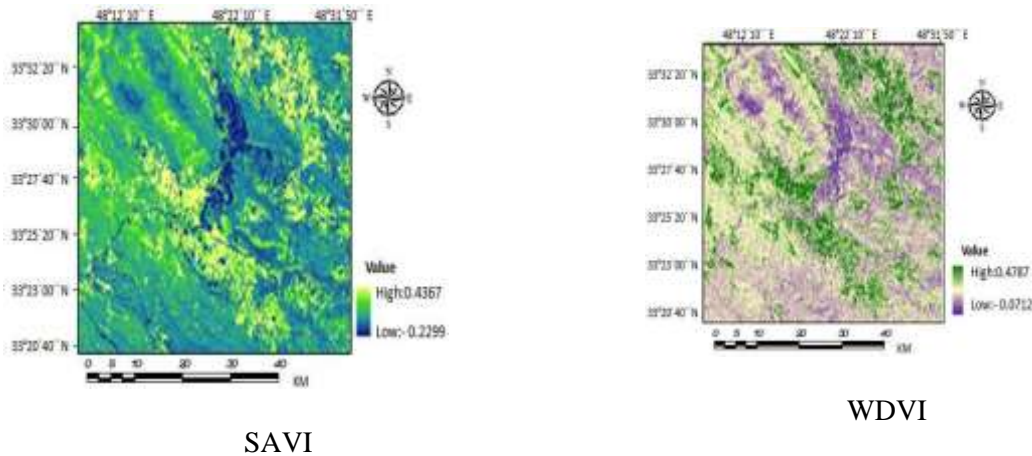 48°12'10'' E 48°22'10'' E 48°31'50'' E
33°32'20'' N
33°30'00'' N
33°27'40'' N
33°25'20'' N
33°23'00'' N
33°20'40'' N
N
W E
S
Value
High:0.4367
Low:- 0.2299
0 5 10 20 30 40
KM
SAVI
48°12'10'' E 48°22'10'' E 48°31'50'' E
33°32'20'' N
33°30'00'' N
33°27'40'' N
33°25'20'' N
33°23'00'' N
33°20'40'' N
S
Value
High:0.4787
Low:- 0.0712
0 5 10 20 30 40
KM
WDVI